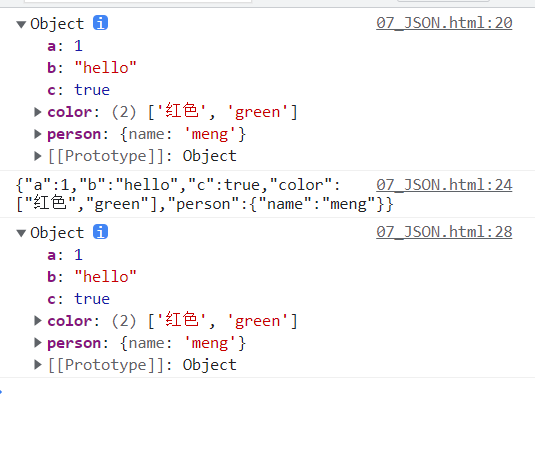 Object i 07_JSON.html:20
a: 1
b: "hello"
c: true
color: (2) ['红色', 'green']
person: {name: 'meng'}
[[Prototype]]: Object
{"a":1,"b":"hello","c":true,"color": 07_JSON.html:24
["红色","green"],"person":{"name":"meng"}}
Object i 07_JSON.html:28
a: 1
b: "hello"
c: true
color: (2) ['红色', 'green']
person: {name: 'meng'}
[[Prototype]]: Object